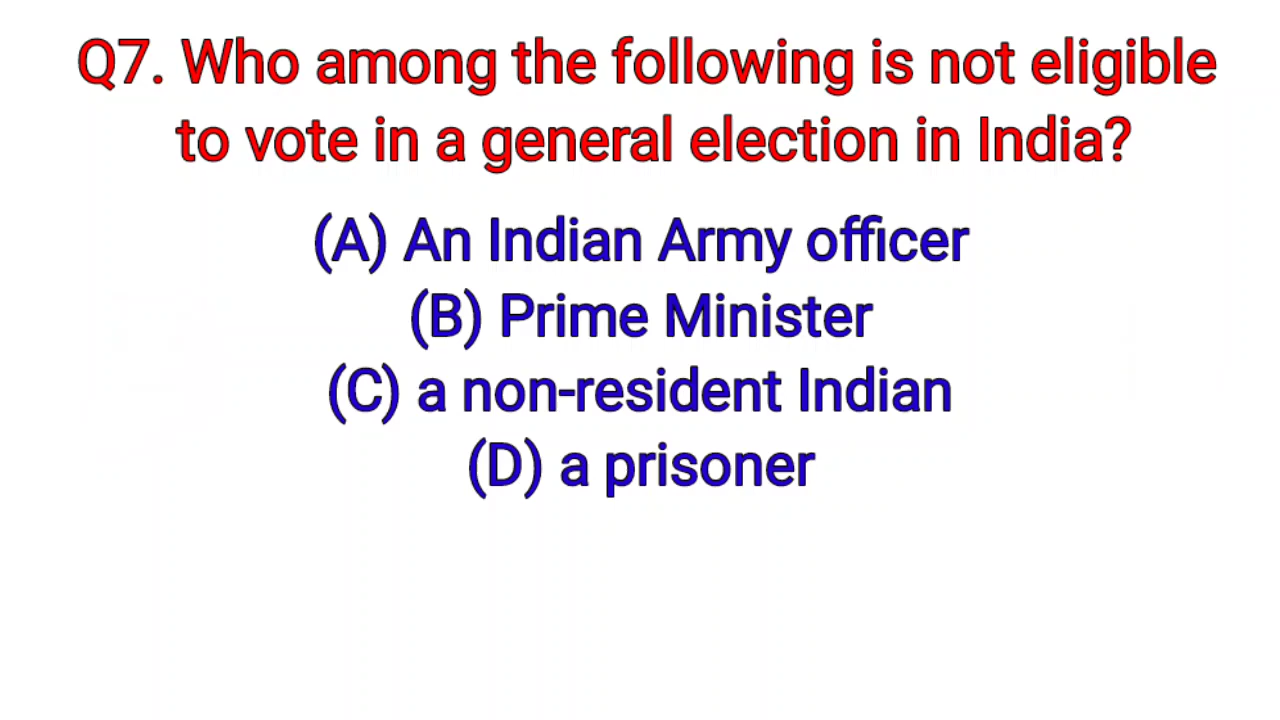 Q7. Who among the following is not eligible
to vote in a general election in India?
(A) An Indian Army officer
(B) Prime Minister
(C) a non-resident Indian
(D) a prisoner